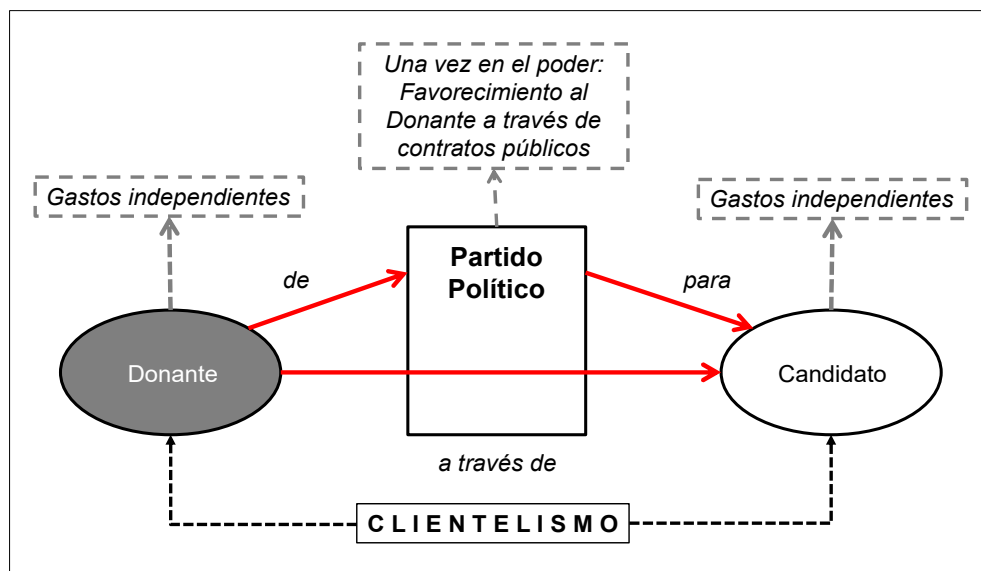 Una vez en el poder:
Favorecimiento al
Donante a través de
contratos públicos
Gastos independientes
Gastos independientes
Partido
Político
de
para
Donante
Candidato
a través de
CLIENTELISMO